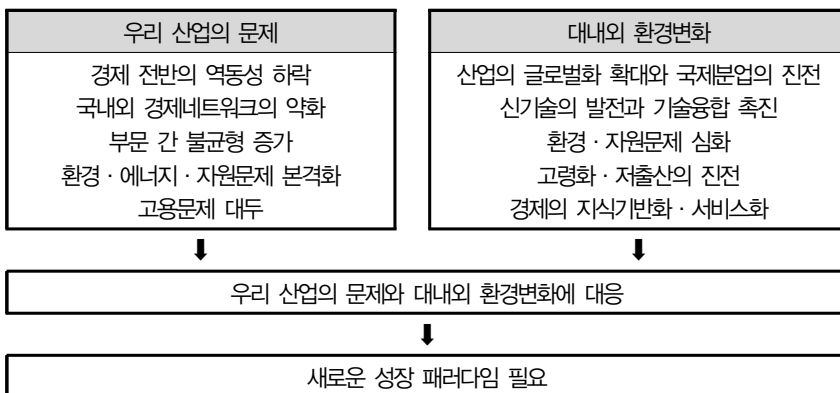 우리 산업의 문제
경제 전반의 역동성 하락
국내외 경제네트워크의 약화
부문 간 불균형 증가
환경 · 에너지 · 자원문제 본격화
고용문제 대두
대내외 환경변화
산업의 글로벌화 확대와 국제분업의 진전
신기술의 발전과 기술융합 촉진
환경 · 자원문제 심화
고령화 · 저출산의 진전
경제의 지식기반화 · 서비스화
우리 산업의 문제와 대내외 환경변화에 대응
새로운 성장 패러다임 필요